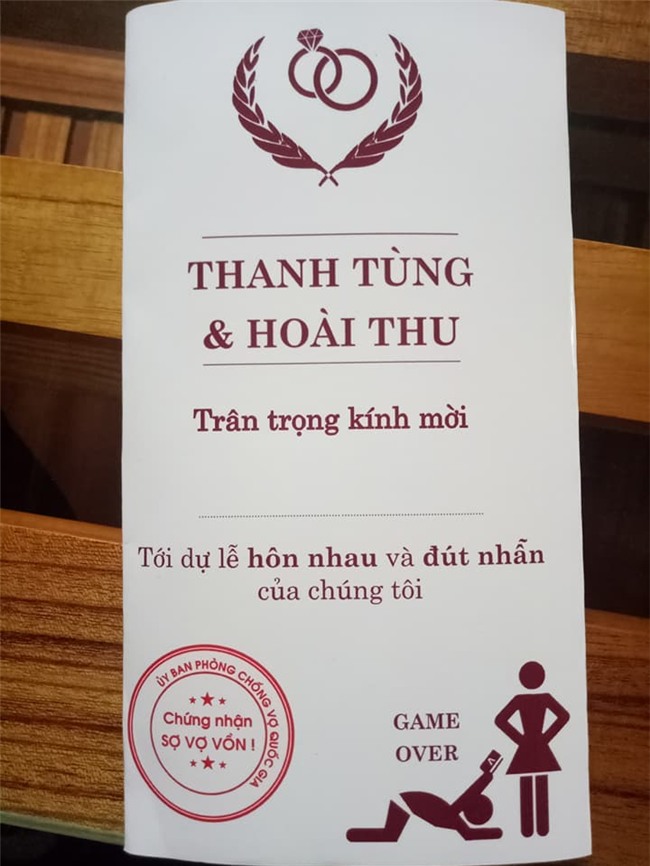 THANH TÙNG
& HOÀI THU
Trân trọng kính mời
Tới dự lễ hôn nhau và đút nhẫn
của chúng tôi
ỦY BAN PHÒNG CHỐNG VỢ QUỐC GIA
Chứng nhận
SỢ VỢ VỒN !
GAME
OVER